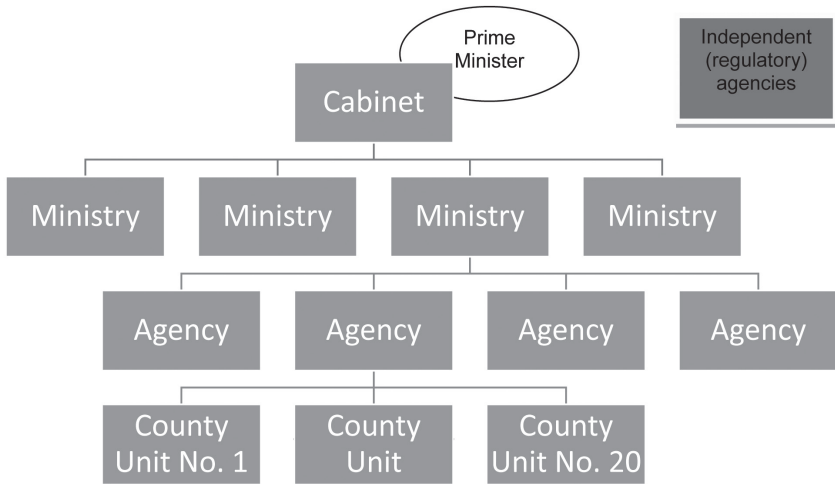 Prime
Minister
Independent
(regulatory)
agencies
Cabinet
Ministry
Ministry
Ministry
Ministry
Agency
Agency
Agency
Agency
County
Unit No. 1
County
Unit
County
Unit No. 20